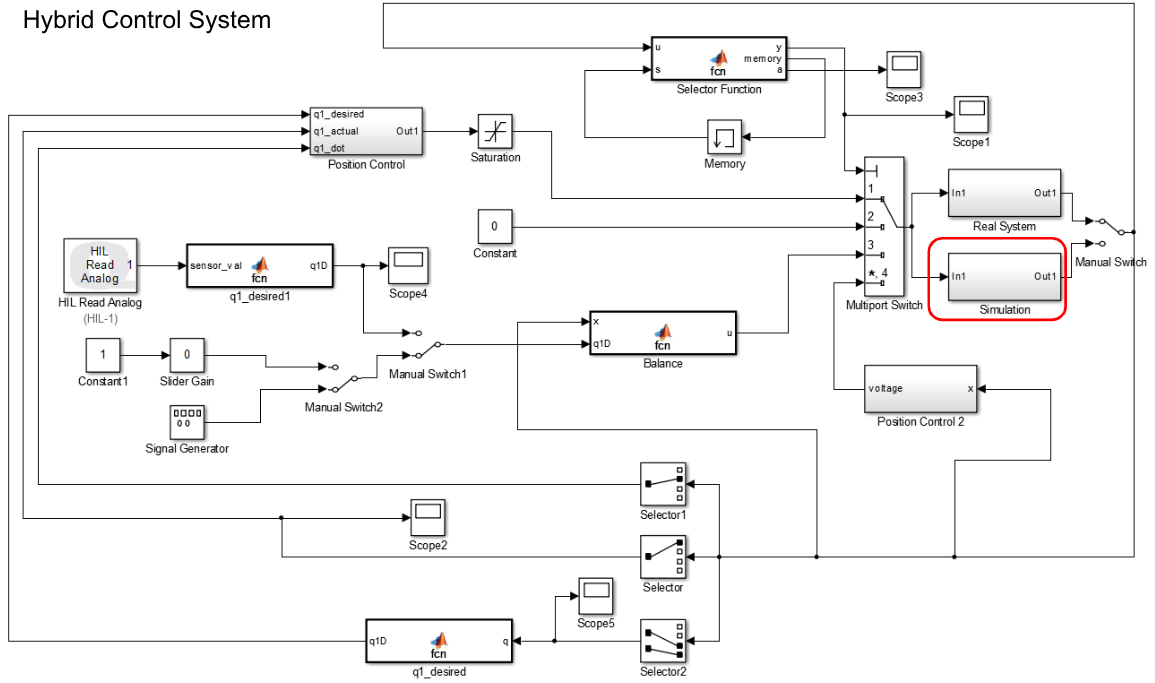 Hybrid Control System
u
s
fcn
y
memory
a
Selector Function
Scope3
Scope1
Memory
q1_desired
q1_actual
q1_dot
Out1
Position Control
Saturation
1
2
3
*, 4
Multiport Switch
In1
Out1
Real System
Manual Switch
In1
Out1
Simulation
0
Constant
HIL
Read
Analog
1
HIL Read Analog
(HIL-1)
sensor_val
fcn
q1D
q1_desired1
Scope4
x
q1D
fcn
u
Balance
1
Constant1
0
Slider Gain
Manual Switch1
Manual Switch2
Signal Generator
voltage
x
Position Control 2
Selector1
Scope2
Selector
Scope5
q1D
fcn
q
q1_desired
Selector2